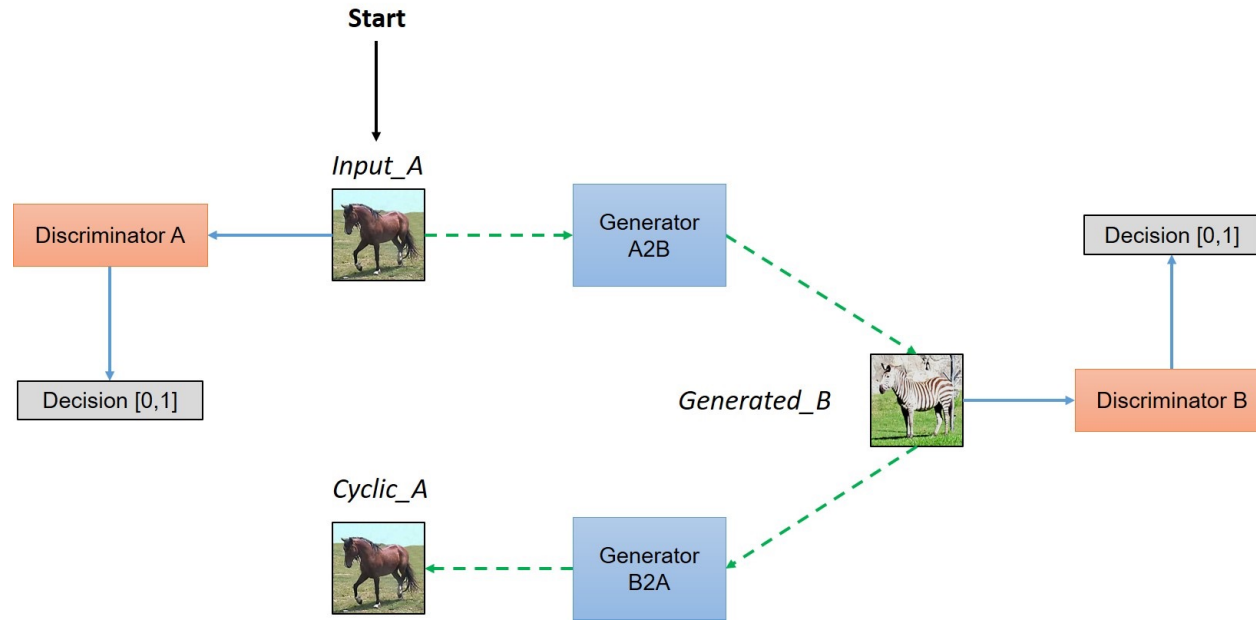 Start
Input_A
Discriminator A
Generator
A2B
Decision [0,1]
Decision [0,1]
Generated_B
Discriminator B
Cyclic_A
Generator
B2A